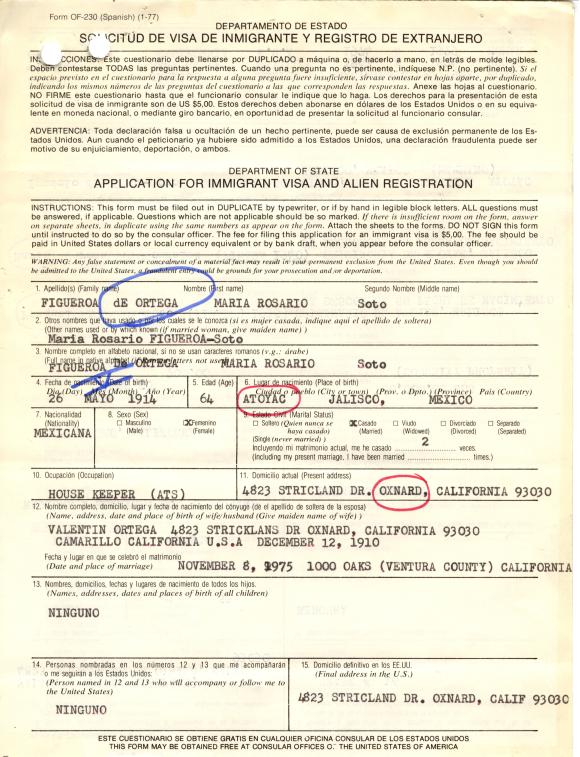 Form OF-230 (Spanish) (1-77)
DEPARTAMENTO DE ESTADO
SOLICITUD DE VISA DE INMIGRANTE Y REGISTRO DE EXTRANJERO
INSTRUCCIONES: Este cuestionario debe llenarse por DUPLICADO a máquina o, de hacerlo a mano, en letras de molde legibles.
Deben contestarse TODAS las preguntas pertinentes. Cuando una pregunta no es pertinente, indíquese N.P. (no pertinente). Si el
espacio previsto en el cuestionario para la respuesta a alguna pregunta fuere insuficiente, sírvase contestar en hojas aparte, por duplicado,
indicando los mismos números de las preguntas del cuestionario a las que corresponden las respuestas. Anexe las hojas al cuestionario.
NO FIRME este cuestionario hasta que el funcionario consular le indique que lo haga. Los derechos para la presentación de esta
solicitud de visa de inmigrante son de US $5.00. Estos derechos deben abonarse en dólares de los Estados Unidos o en su equiva-
lente en moneda nacional, o mediante giro bancario, en oportunidad de presentar la solicitud al funcionario consular.
ADVERTENCIA: Toda declaración falsa u ocultación de un hecho pertinente, puede ser causa de exclusión permanente de los Es-
tados Unidos. Aun cuando el peticionario ya hubiere sido admitido a los Estados Unidos, una declaración fraudulenta puede ser
motivo de su enjuiciamiento, deportación, o ambos.
DEPARTMENT OF STATE
APPLICATION FOR IMMIGRANT VISA AND ALIEN REGISTRATION
INSTRUCTIONS: This form must be filled out in DUPLICATE by typewriter, or if by hand in legible block letters. ALL questions must
be answered, if applicable. Questions which are not applicable should be so marked. If there is insufficient room on the form, answer
on separate sheets, in duplicate using the same numbers as appear on the form. Attach the sheets to the forms. DO NOT SIGN this form
until instructed to do so by the consular officer. The fee for filing this application for an immigrant visa is $5.00. The fee should be
paid in United States dollars or local currency equivalent or by bank draft, when you appear before the consular officer.
WARNING: Any false statement or concealment of a material fact may result in your permanent exclusion from the United States. Even though you
should be admitted to the United States, a fraudulent entry could be grounds for your prosecution and/or deportation.
1. Apellido(s) (Family name) Nombre (First name) Segundo Nombre (Middle name)
FIGUEROA dE ORTEGA MARIA ROSARIO Soto
2. Otros nombres que haya usado o por los cuales se le conozca (si es mujer casada, indique aquí el apellido de soltera)
(Other names used or by which known (if married woman, give maiden name)
Maria Rosario FIGUEROA-Soto
3. Nombre completo en alfabeto nacional, si no se usan caracteres romanos (v.g.: árabe)
(Full name in native alphabet if Roman letters not used)
FIGUEROA De ORTEGA MARIA ROSARIO Soto
4. Fecha de nacimiento (Date of birth) 5. Edad (Age) 6. Lugar de nacimiento (Place of birth)
Día (Day) Mes (Month) Año (Year) Ciudad o pueblo (City or town) (Prov. o Dpto.) (Province) País (Country)
26 MAYO 1914 64 ATOYAC JALISCO, MEXICO
7. Nacionalidad 8. Sexo (Sex) 9. Estado Civil (Marital Status)
(Nationality) Masculino Femenino Soltero (Quien nunca se haya casado) Casado Viudo Divorciado Separado
MEXICANA (Male) X (Female) (Single (never married) ) X (Married) (Widowed) (Divorced) (Separated)
Incluyendo mi matrimonio actual, me he casado 2 veces.
(Including my present marriage, I have been married times.)
10. Ocupación (Occupation) 11. Domicilio actual (Present address)
HOUSE KEEPER (ATS) 4823 STRICLAND DR. OXNARD, CALIFORNIA 93030
12. Nombre completo, domicilio, lugar y fecha de nacimiento del cónyuge (de el apellido de soltera de la esposa)
(Name, address, date and place of birth of wife/husband (Give maiden name of wife) )
VALENTIN ORTEGA 4823 STRICKLANS DR OXNARD, CALIFORNIA 93030
CAMARILLO CALIFORNIA U.S.A DECEMBER 12, 1910
Fecha y lugar en que se celebró el matrimonio
(Date and place of marriage) NOVEMBER 8, 1975 1000 OAKS (VENTURA COUNTY) CALIFORNIA
13. Nombres, domicilios, fechas y lugares de nacimiento de todos los hijos.
(Names, addresses, dates and places of birth of all children)
NINGUNO
14. Personas nombradas en los números 12 y 13 que me acompañarán
o me seguirán a los Estados Unidos:
(Person named in 12 and 13 who will accompany or follow me to
the United States)
NINGUNO
15. Domicilio definitivo en los EE.UU.
(Final address in the U.S.)
4823 STRICLAND DR. OXNARD, CALIF 93030
ESTE CUESTIONARIO SE OBTIENE GRATIS EN CUALQUIER OFICINA CONSULAR DE LOS ESTADOS UNIDOS
THIS FORM MAY BE OBTAINED FREE AT CONSULAR OFFICES O. THE UNITED STATES OF AMERICA